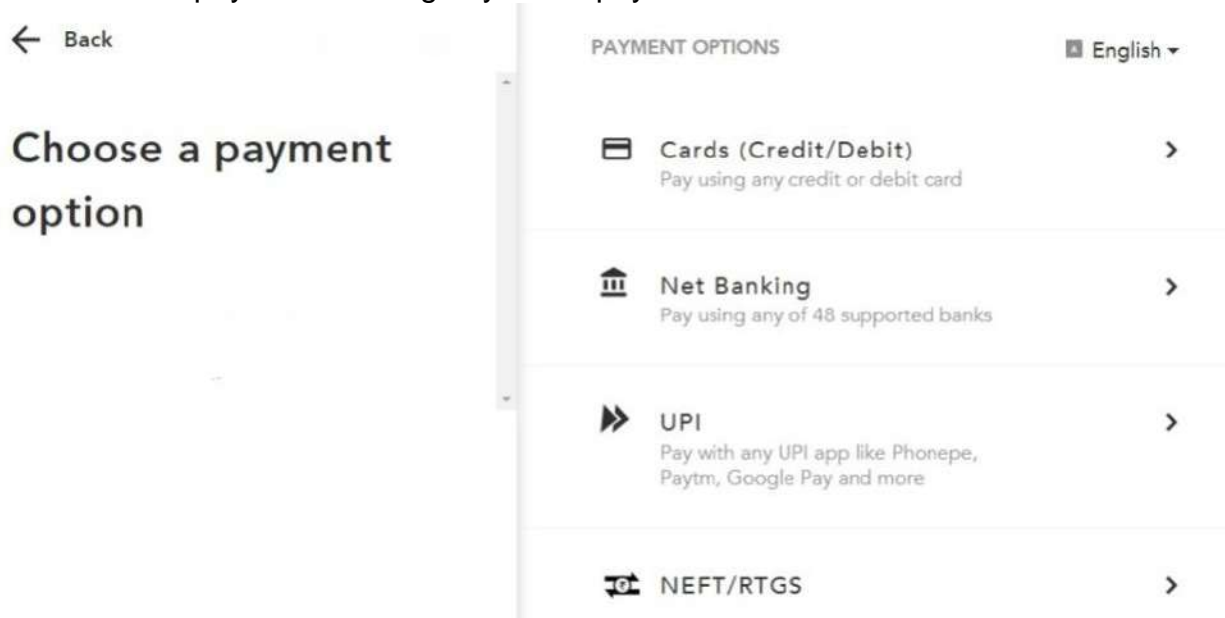 ← Back
Choose a payment
option
PAYMENT OPTIONS
English
Cards (Credit/Debit)
Pay using any credit or debit card
Net Banking
Pay using any of 48 supported banks
UPI
Pay with any UPI app like Phonepe,
Paytm, Google Pay and more
NEFT/RTGS